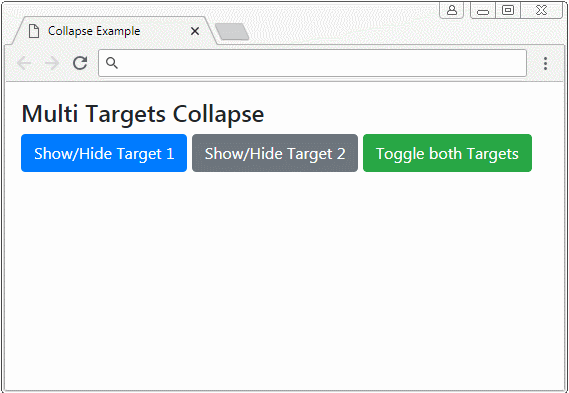 Collapse Example
Multi Targets Collapse
Show/Hide Target 1 Show/Hide Target 2 Toggle both Targets